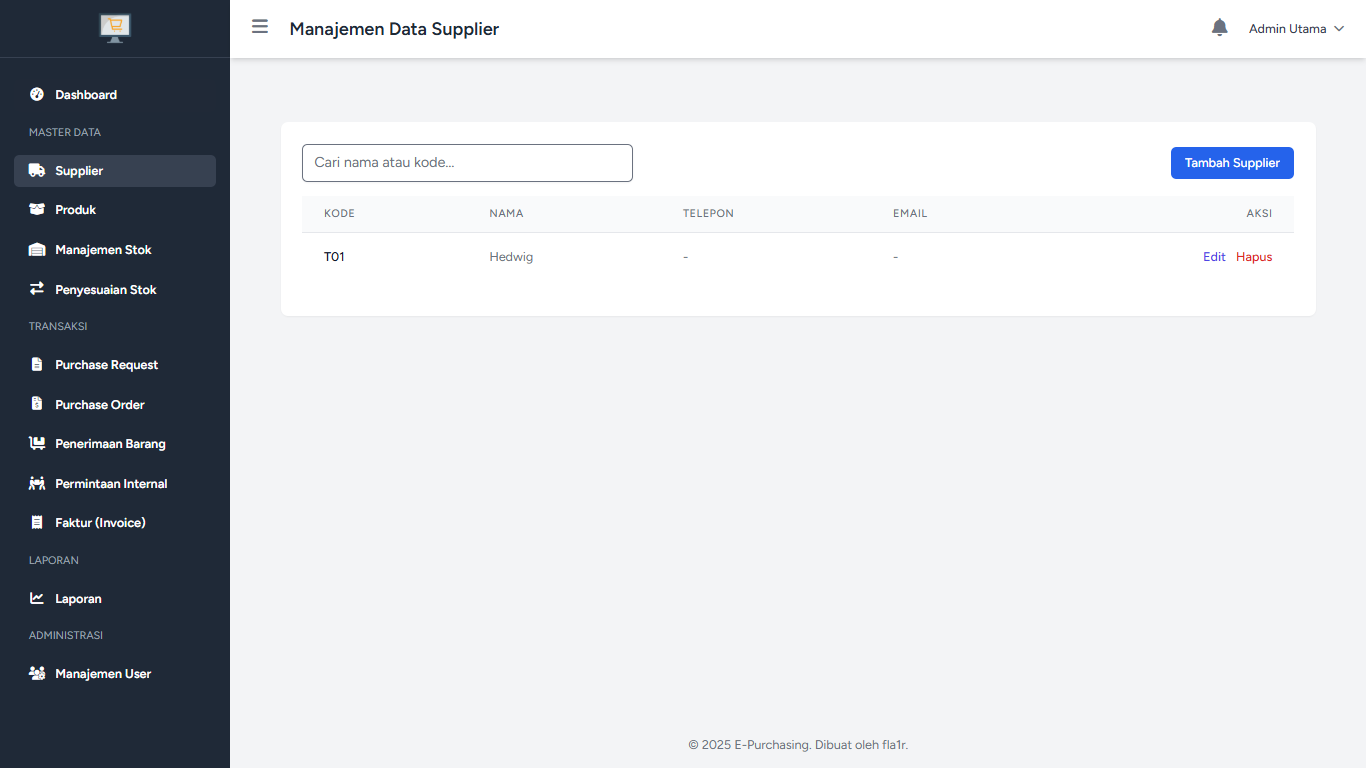 Manajemen Data Supplier
Admin Utama
Dashboard
MASTER DATA
Supplier
Produk
Manajemen Stok
Penyesuaian Stok
TRANSAKSI
Purchase Request
Purchase Order
Penerimaan Barang
Permintaan Internal
Faktur (Invoice)
LAPORAN
Laporan
ADMINISTRASI
Manajemen User
Cari nama atau kode...
Tambah Supplier
KODE NAMA TELEPON EMAIL AKSI
T01 Hedwig - - Edit Hapus
© 2025 E-Purchasing. Dibuat oleh fla1r.